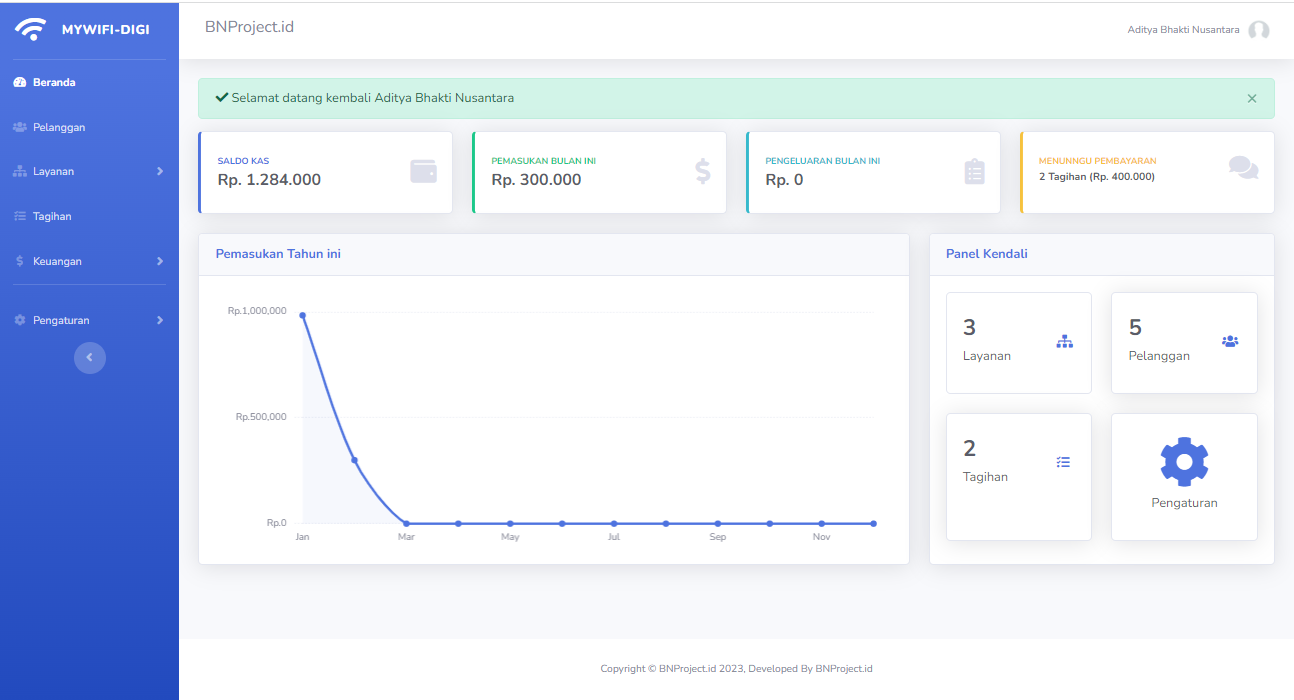 MYWIFI-DIGI
BNProject.id
Aditya Bhakti Nusantara
Beranda
Pelanggan
Layanan
Tagihan
Keuangan
Pengaturan
Selamat datang kembali Aditya Bhakti Nusantara
SALDO KAS
Rp. 1.284.000
PEMASUKAN BULAN INI
Rp. 300.000
PENGELUARAN BULAN INI
Rp. 0
MENUNNGU PEMBAYARAN
2 Tagihan (Rp. 400.000)
Pemasukan Tahun ini
Rp.1,000,000
Rp.500,000
Rp.0
Jan Mar May Jul Sep Nov
Panel Kendali
3
Layanan
5
Pelanggan
2
Tagihan
Pengaturan
Copyright © BNProject.id 2023, Developed By BNProject.id